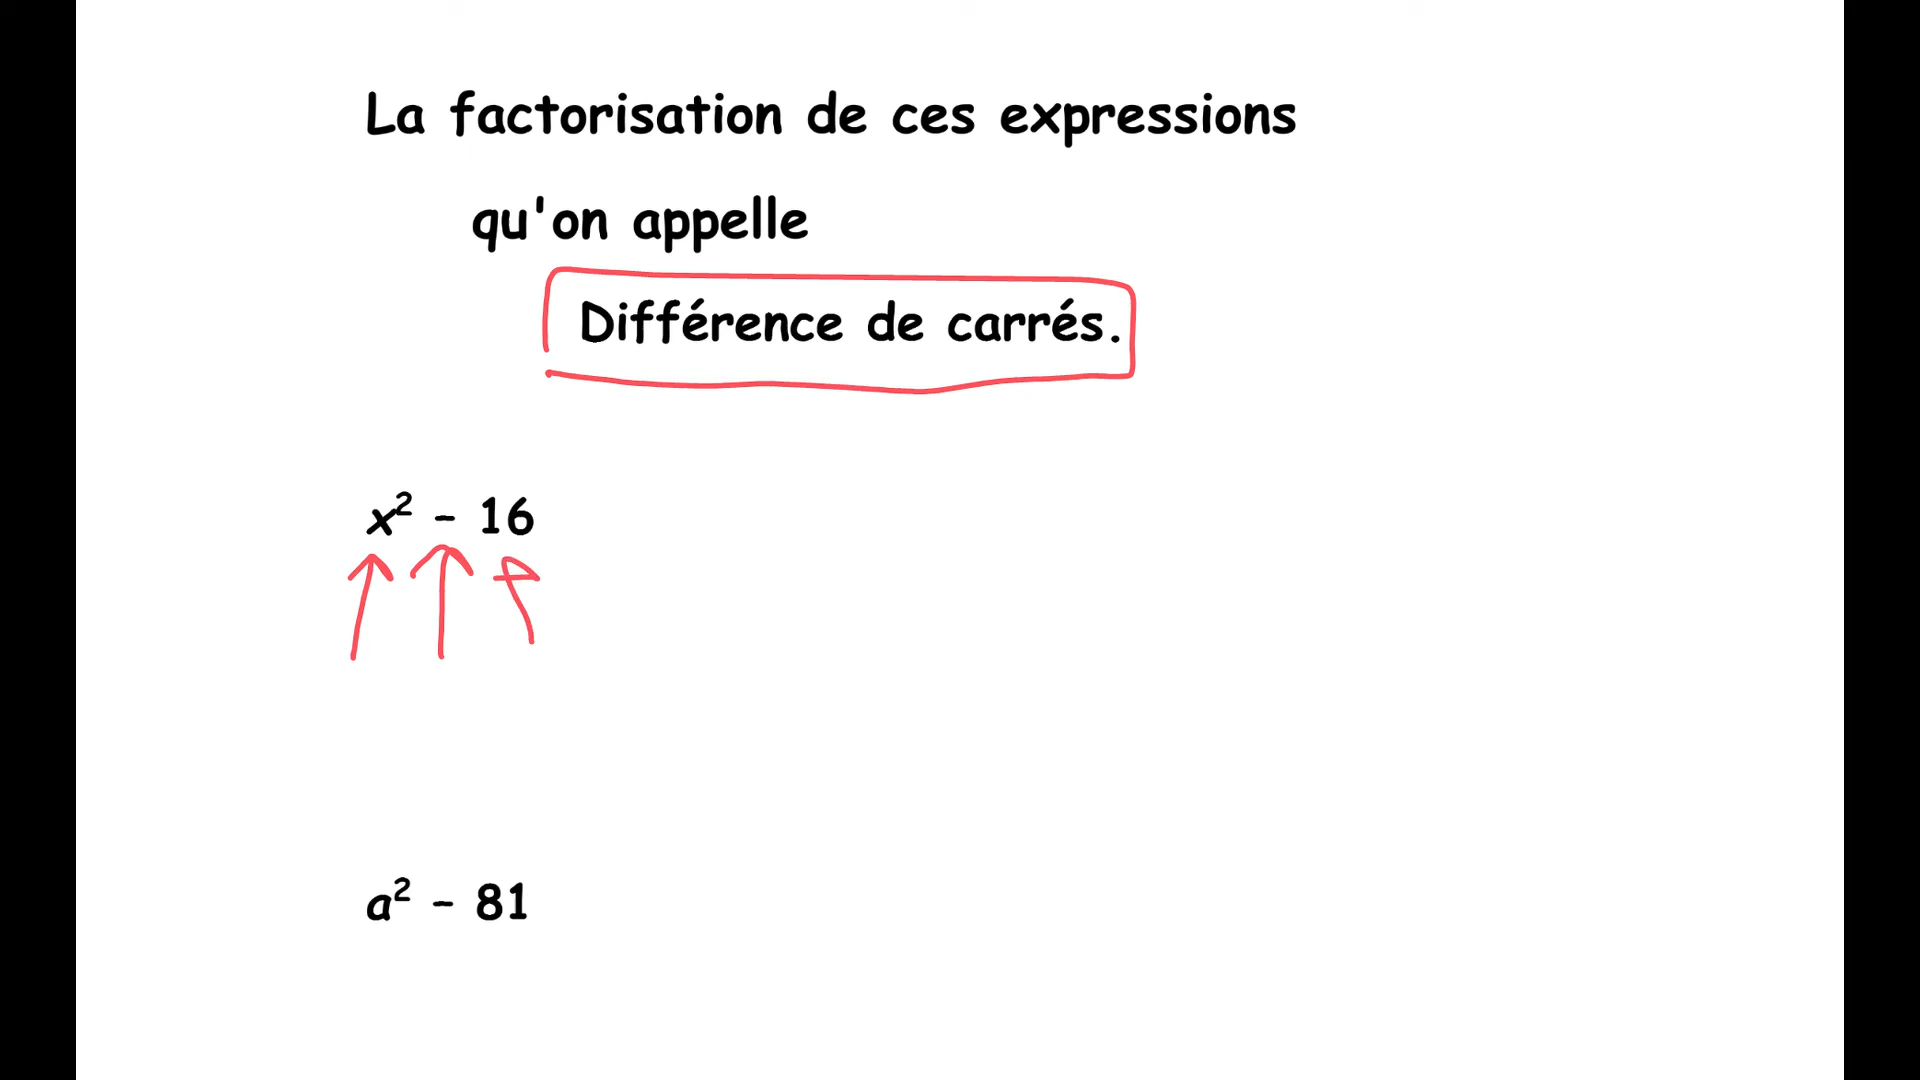 La factorisation de ces expressions
qu'on appelle
Différence de carrés.
x² - 16
a² - 81